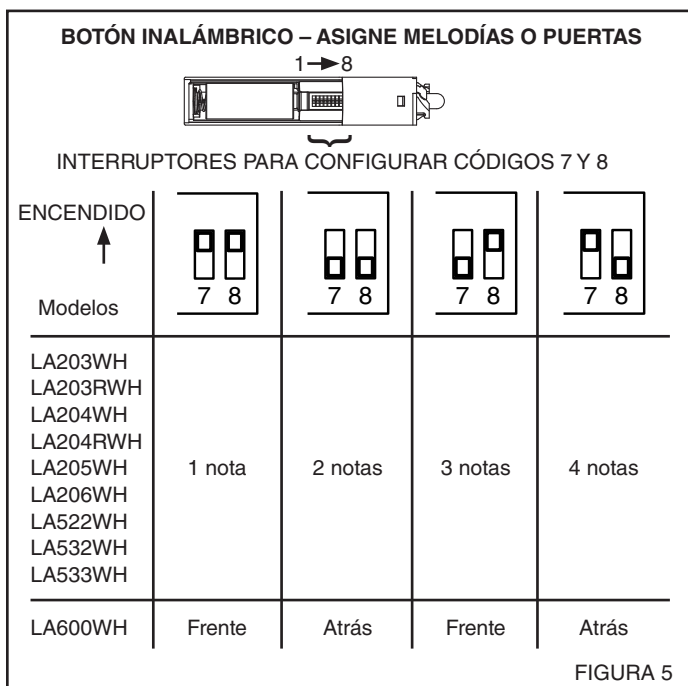 BOTÓN INALÁMBRICO – ASIGNE MELODÍAS O PUERTAS
1 8
INTERRUPTORES PARA CONFIGURAR CÓDIGOS 7 Y 8
ENCENDIDO
Modelos
7 8
7 8
7 8
7 8
LA203WH
LA203RWH
LA204WH
LA204RWH
LA205WH
LA206WH
LA522WH
LA532WH
LA533WH
1 nota
2 notas
3 notas
4 notas
LA600WH
Frente
Atrás
Frente
Atrás
FIGURA 5